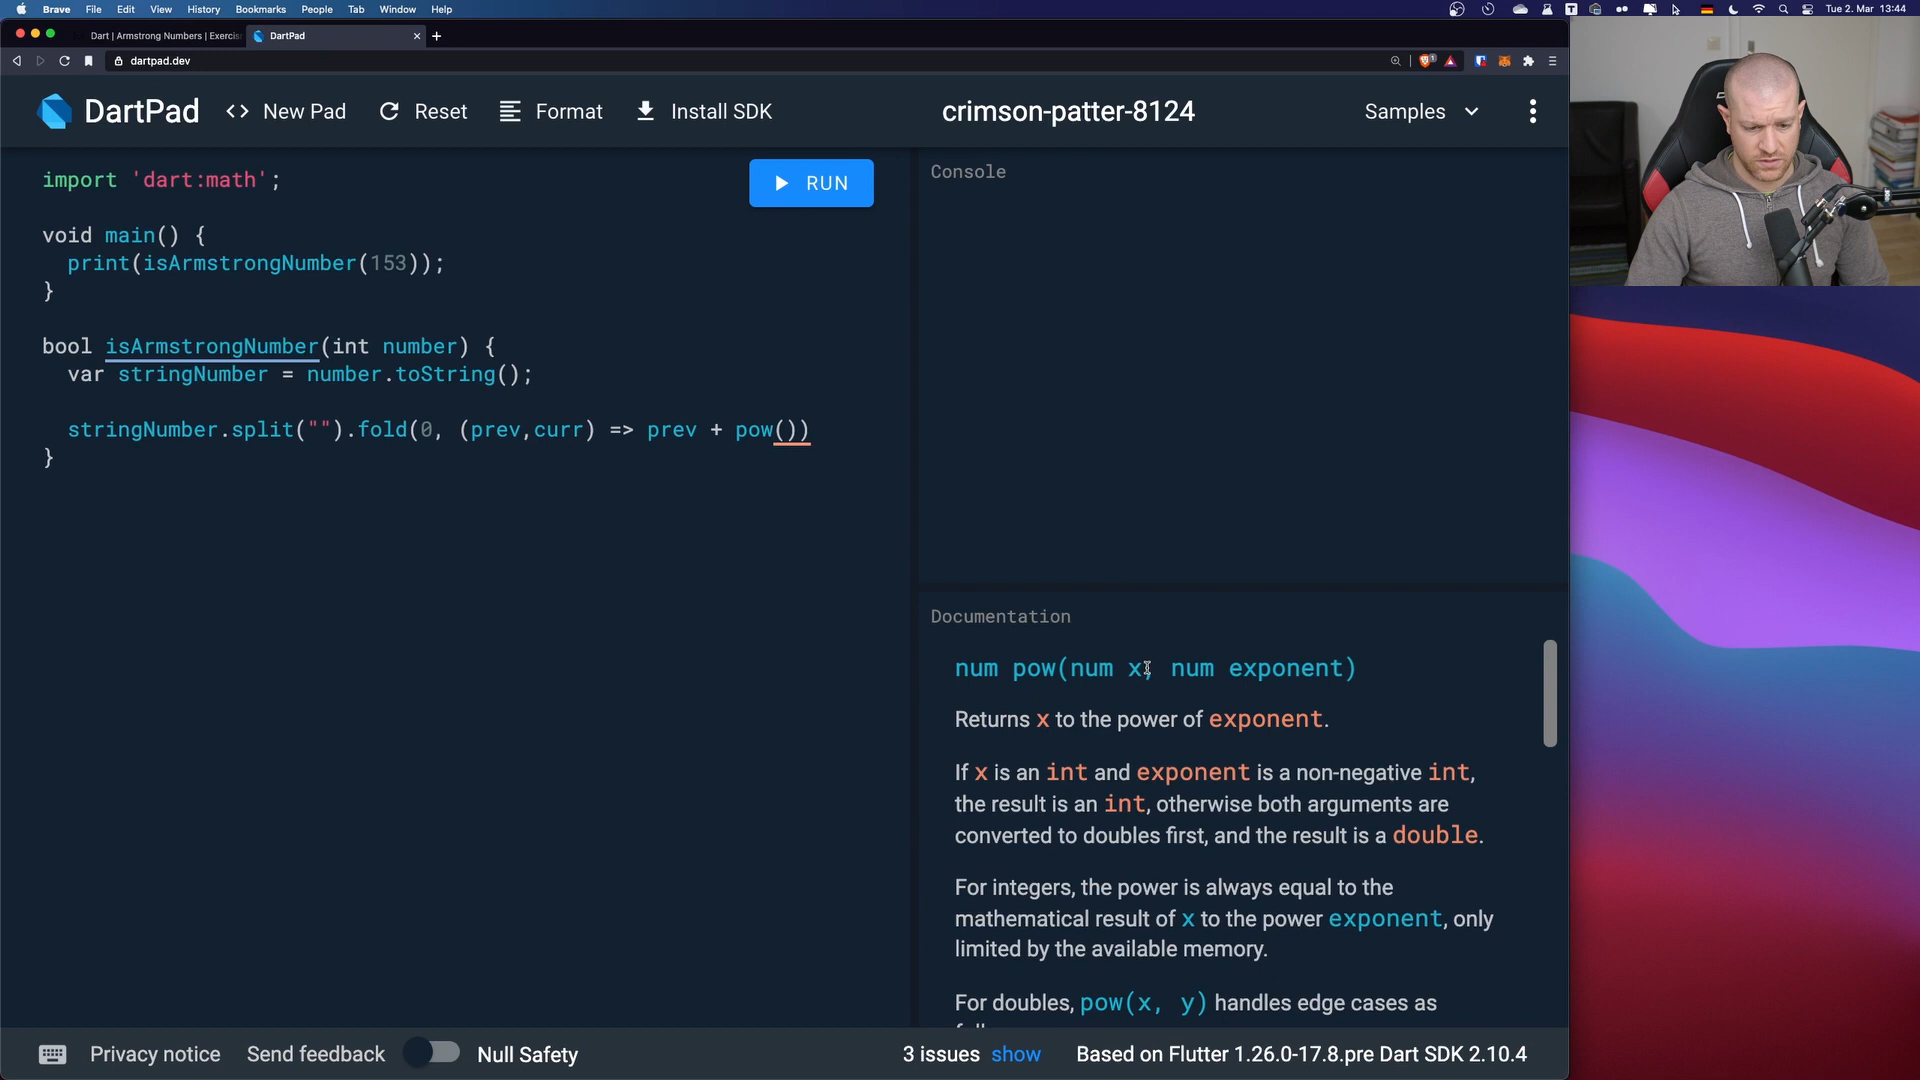 Brave File Edit View History Bookmarks People Tab Window Help
Tue 2. Mar 13:44
Dart | Armstrong Numbers | Exercis
DartPad
dartpad.dev
DartPad
<> New Pad
Reset
Format
Install SDK
crimson-patter-8124
Samples
import 'dart:math';
RUN
void main() {
print(isArmstrongNumber(153));
}
bool isArmstrongNumber(int number) {
var stringNumber = number.toString();
stringNumber.split("").fold(0, (prev,curr) => prev + pow())
}
Console
Documentation
num pow(num x, num exponent)
Returns x to the power of exponent.
If x is an int and exponent is a non-negative int,
the result is an int, otherwise both arguments are
converted to doubles first, and the result is a double.
For integers, the power is always equal to the
mathematical result of x to the power exponent, only
limited by the available memory.
For doubles, pow(x, y) handles edge cases as
Privacy notice
Send feedback
Null Safety
3 issues show
Based on Flutter 1.26.0-17.8.pre Dart SDK 2.10.4